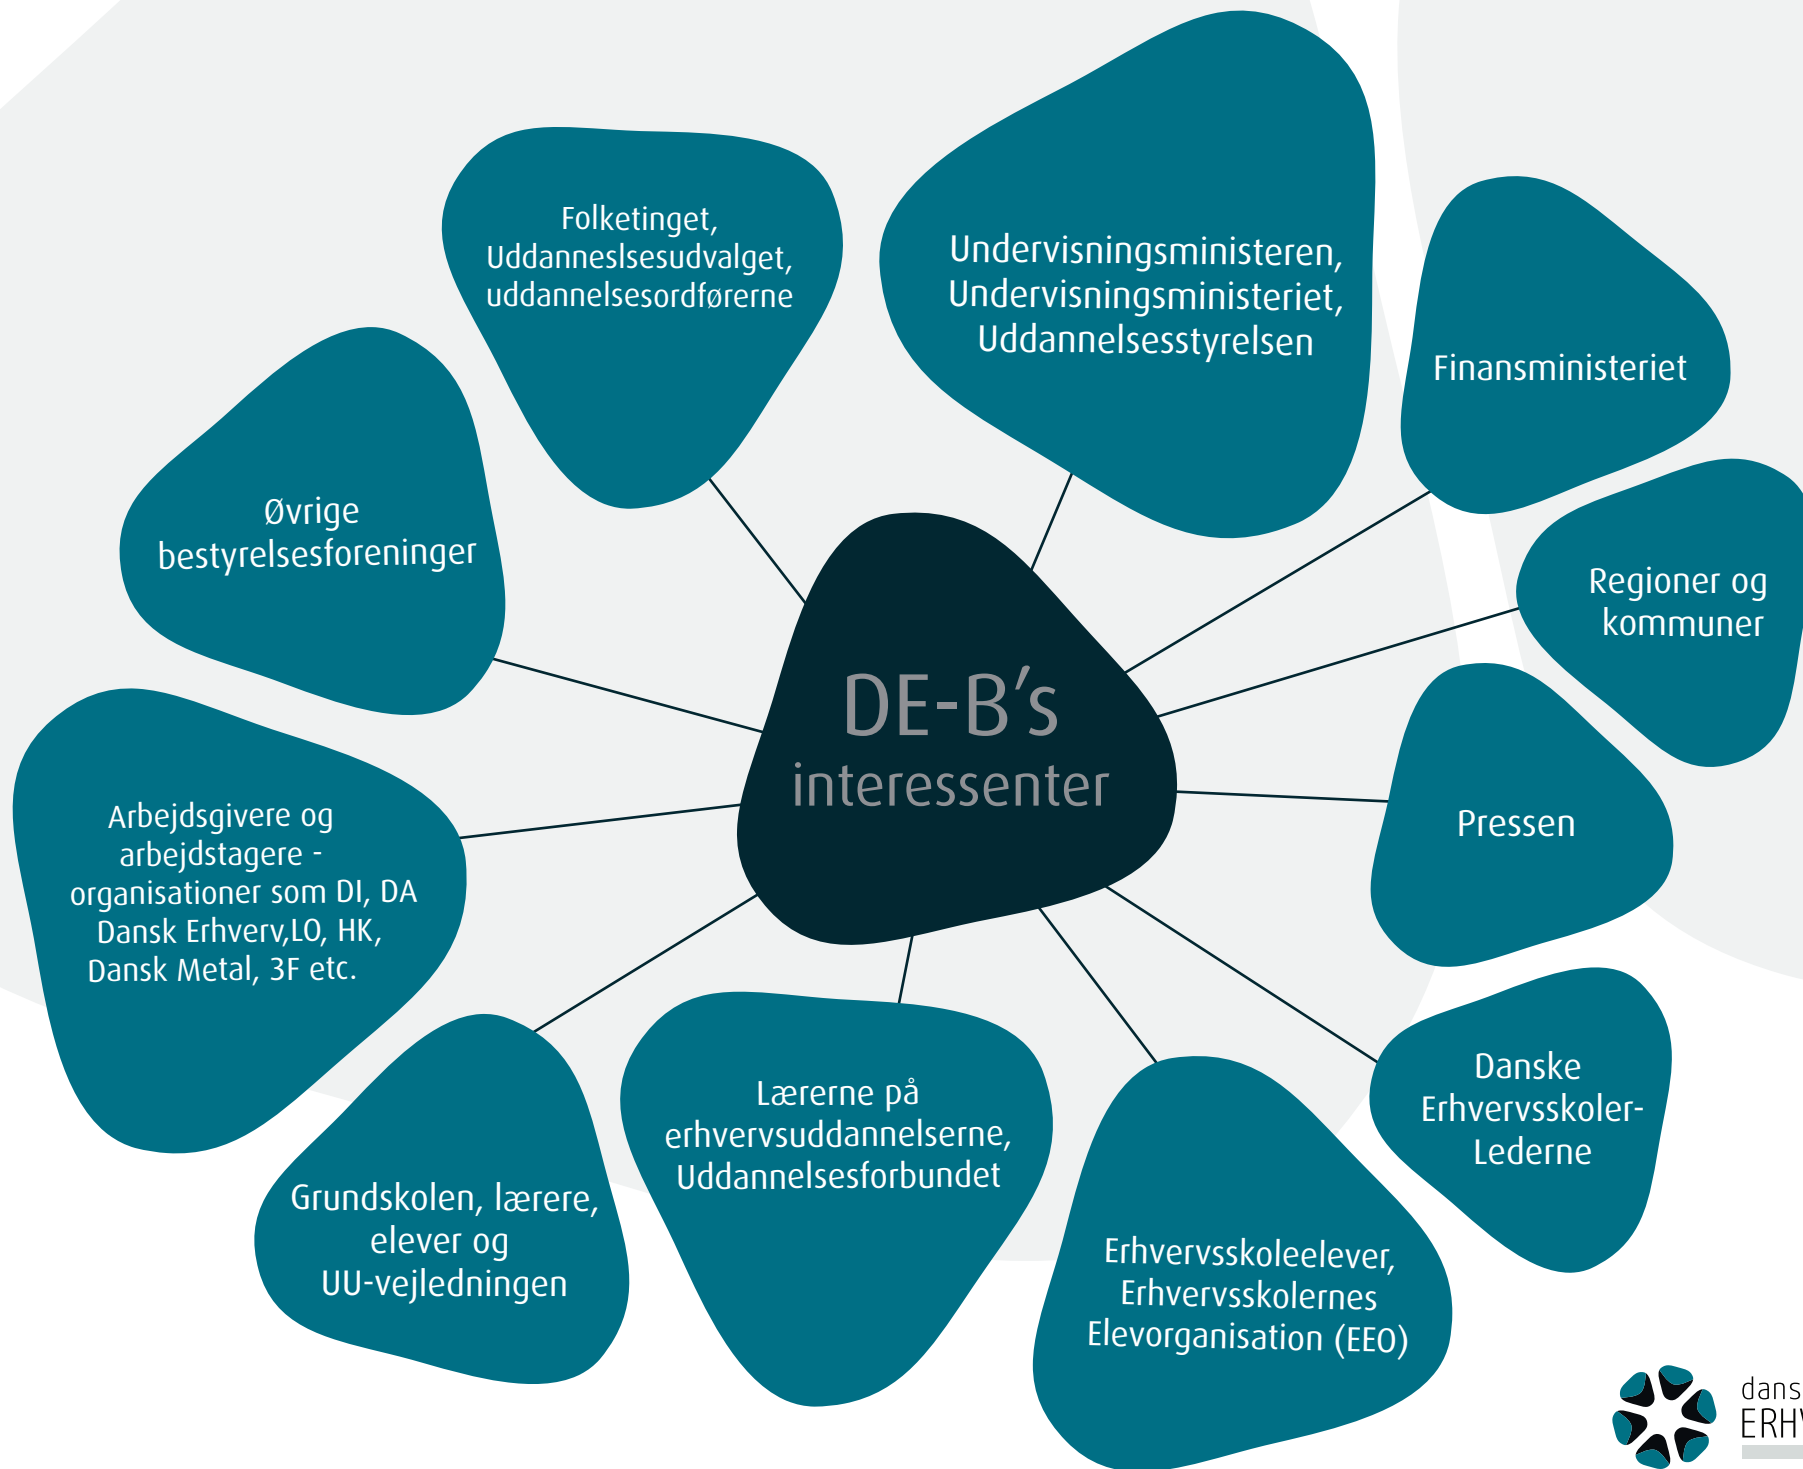 Folketinget,
Uddanneslsesudvalget,
uddannelsesordførerne
Undervisningsministeren,
Undervisningsministeriet,
Uddannelsesstyrelsen
Finansministeriet
Øvrige
bestyrelsesforeninger
Regioner og
kommuner
DE-B's
interessenter
Arbejdsgivere og
arbejdstagere -
organisationer som DI, DA
Dansk Erhverv,LO, HK,
Dansk Metal, 3F etc.
Pressen
Danske
Erhvervsskoler-
Lederne
Lærerne på
erhvervsuddannelserne,
Uddannelsesforbundet
Grundskolen, lærere,
elever og
UU-vejledningen
Erhvervsskoleelever,
Erhvervsskolernes
Elevorganisation (EEO)